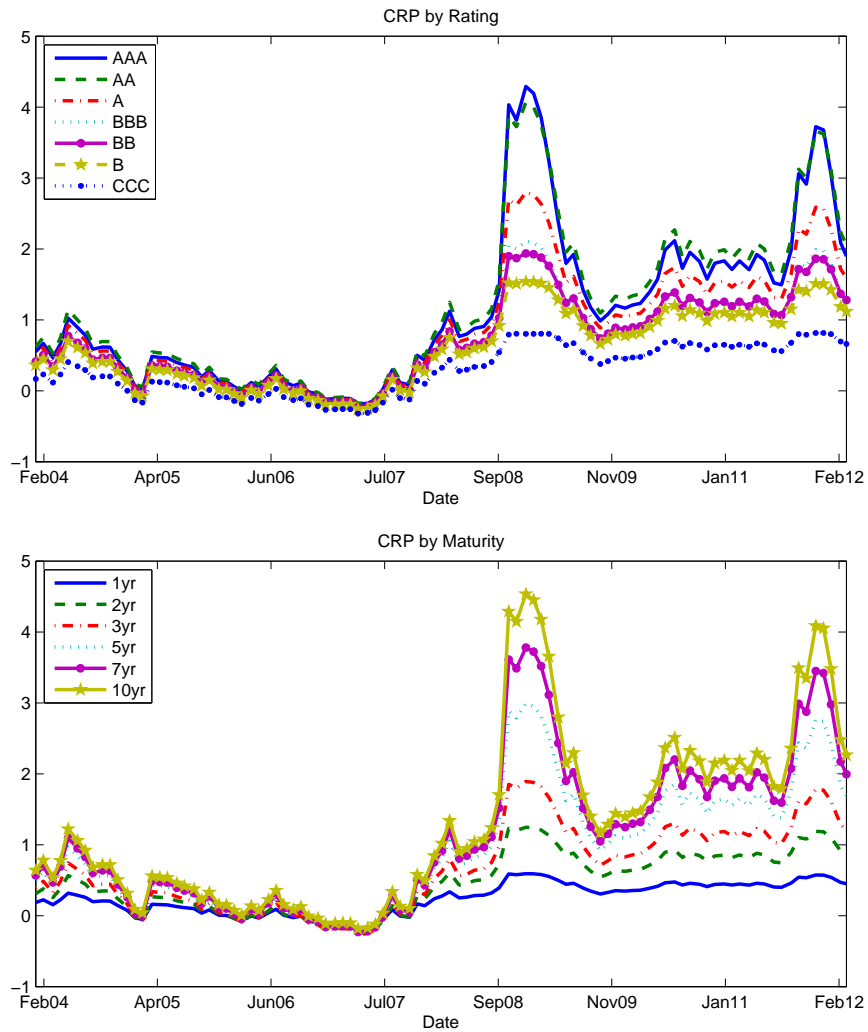 CRP by Rating
5
4
3
2
1
0
−1
AAA
AA
A
BBB
BB
B
CCC
Feb04 Apr05 Jun06 Jul07 Sep08 Nov09 Jan11 Feb12
Date
CRP by Maturity
5
4
3
2
1
0
−1
1yr
2yr
3yr
5yr
7yr
10yr
Feb04 Apr05 Jun06 Jul07 Sep08 Nov09 Jan11 Feb12
Date